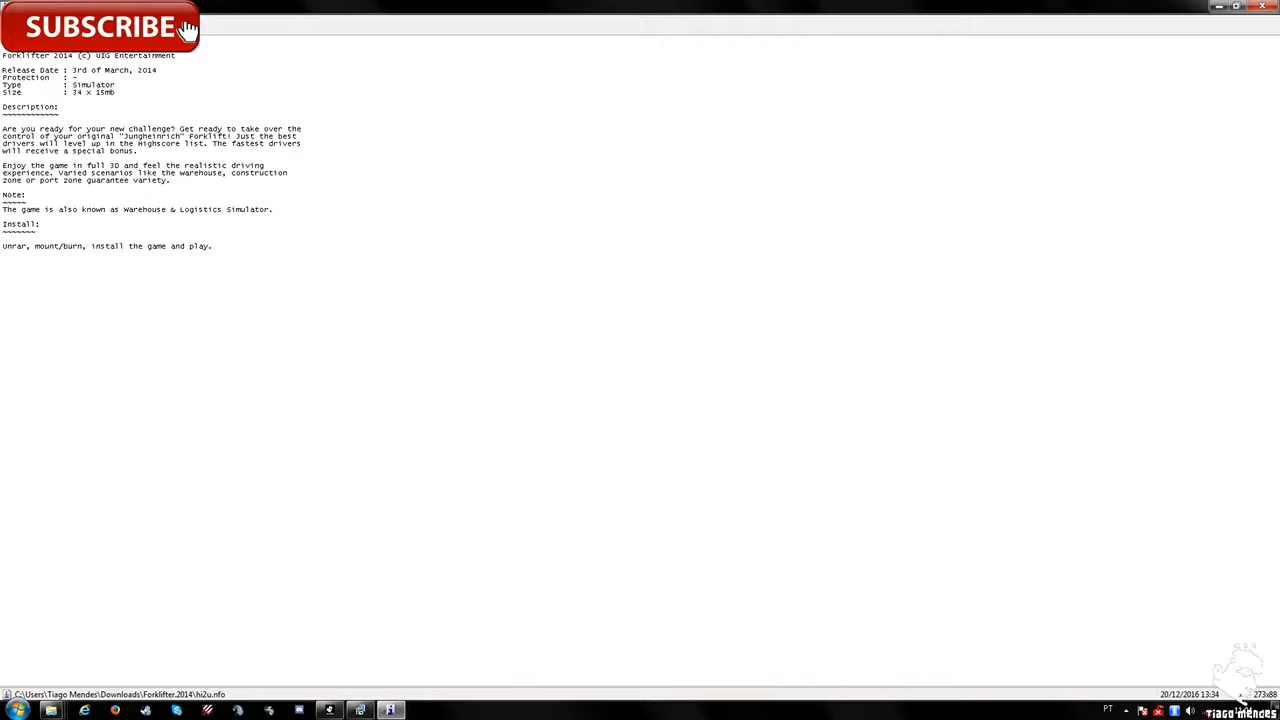 SUBSCRIBE
Forklifter 2014 (c) UIG Entertainment
Release Date : 3rd of March, 2014
Protection : -
Type : Simulator
Size : 34 x 15mb
Description:
~~~~~~~~~~~~
Are you ready for your new challenge? Get ready to take over the
control of your original "Jungheinrich" Forklift! Just the best
drivers will level up in the Highscore list. The fastest drivers
will receive a special bonus.
Enjoy the game in full 3D and feel the realistic driving
experience. Varied scenarios like the warehouse, construction
zone or port zone guarantee variety.
Note:
~~~~~
The game is also known as Warehouse & Logistics Simulator.
Install:
~~~~~~~
Unrar, mount/burn, install the game and play.
C:\Users\Tiago Mendes\Downloads\Forklifter.2014\hi2u.nfo
20/12/2016 13:34
273x88
PT
Tiago Mendes